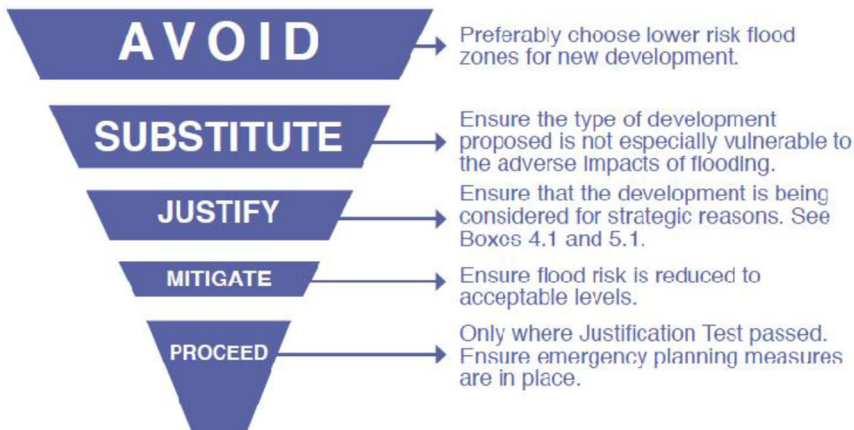 AVOID
Preferably choose lower risk flood
zones for new development.
SUBSTITUTE
Ensure the type of development
proposed is not especially vulnerable to
the adverse impacts of flooding.
JUSTIFY
Ensure that the development is being
considered for strategic reasons. See
Boxes 4.1 and 5.1.
MITIGATE
Ensure flood risk is reduced to
acceptable levels.
PROCEED
Only where Justification Test passed.
Ensure emergency planning measures
are in place.